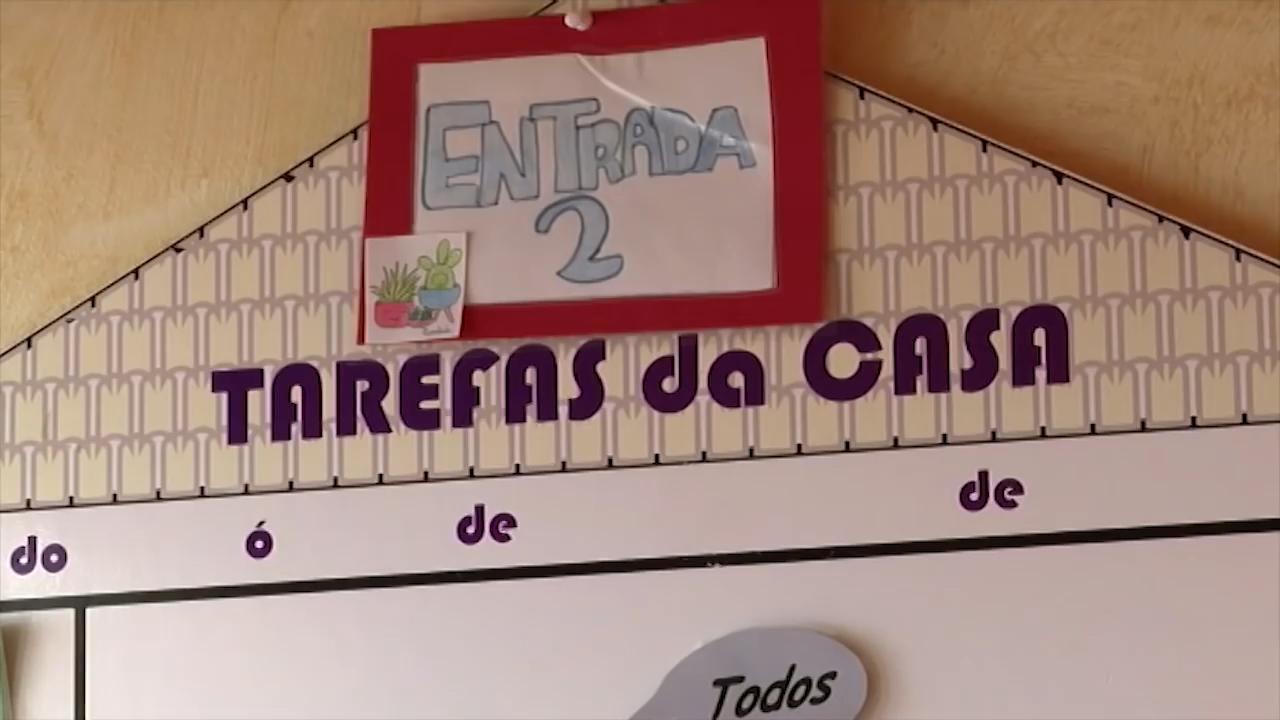 ENTRADA
2
TAREFAS da CASA
do ó de de
Todos